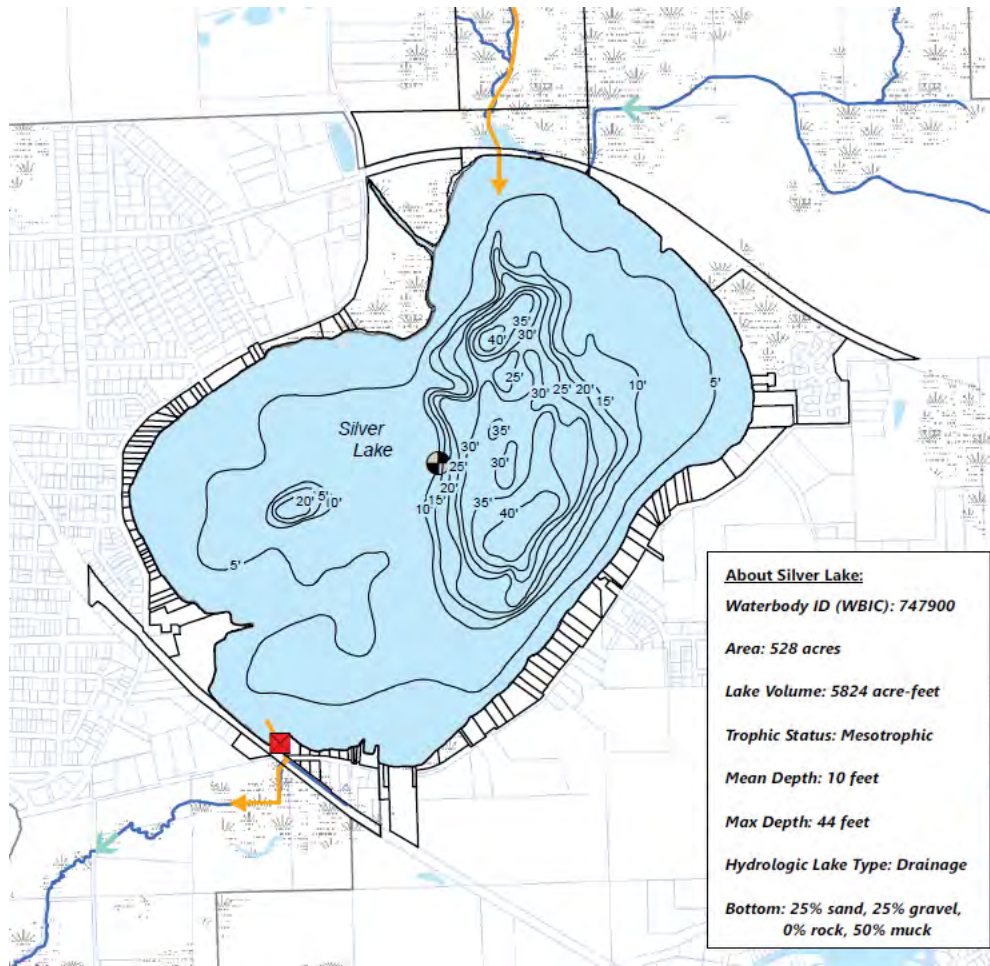 35'
40'
30'
25'
30'
25'
20'
15'
10'
5'
Silver
Lake
35'
30'
25'
30'
20'
15'
10'
35'
40'
20'
5'
0'
5'
About Silver Lake:
Waterbody ID (WBIC): 747900
Area: 528 acres
Lake Volume: 5824 acre-feet
Trophic Status: Mesotrophic
Mean Depth: 10 feet
Max Depth: 44 feet
Hydrologic Lake Type: Drainage
Bottom: 25% sand, 25% gravel,
0% rock, 50% muck